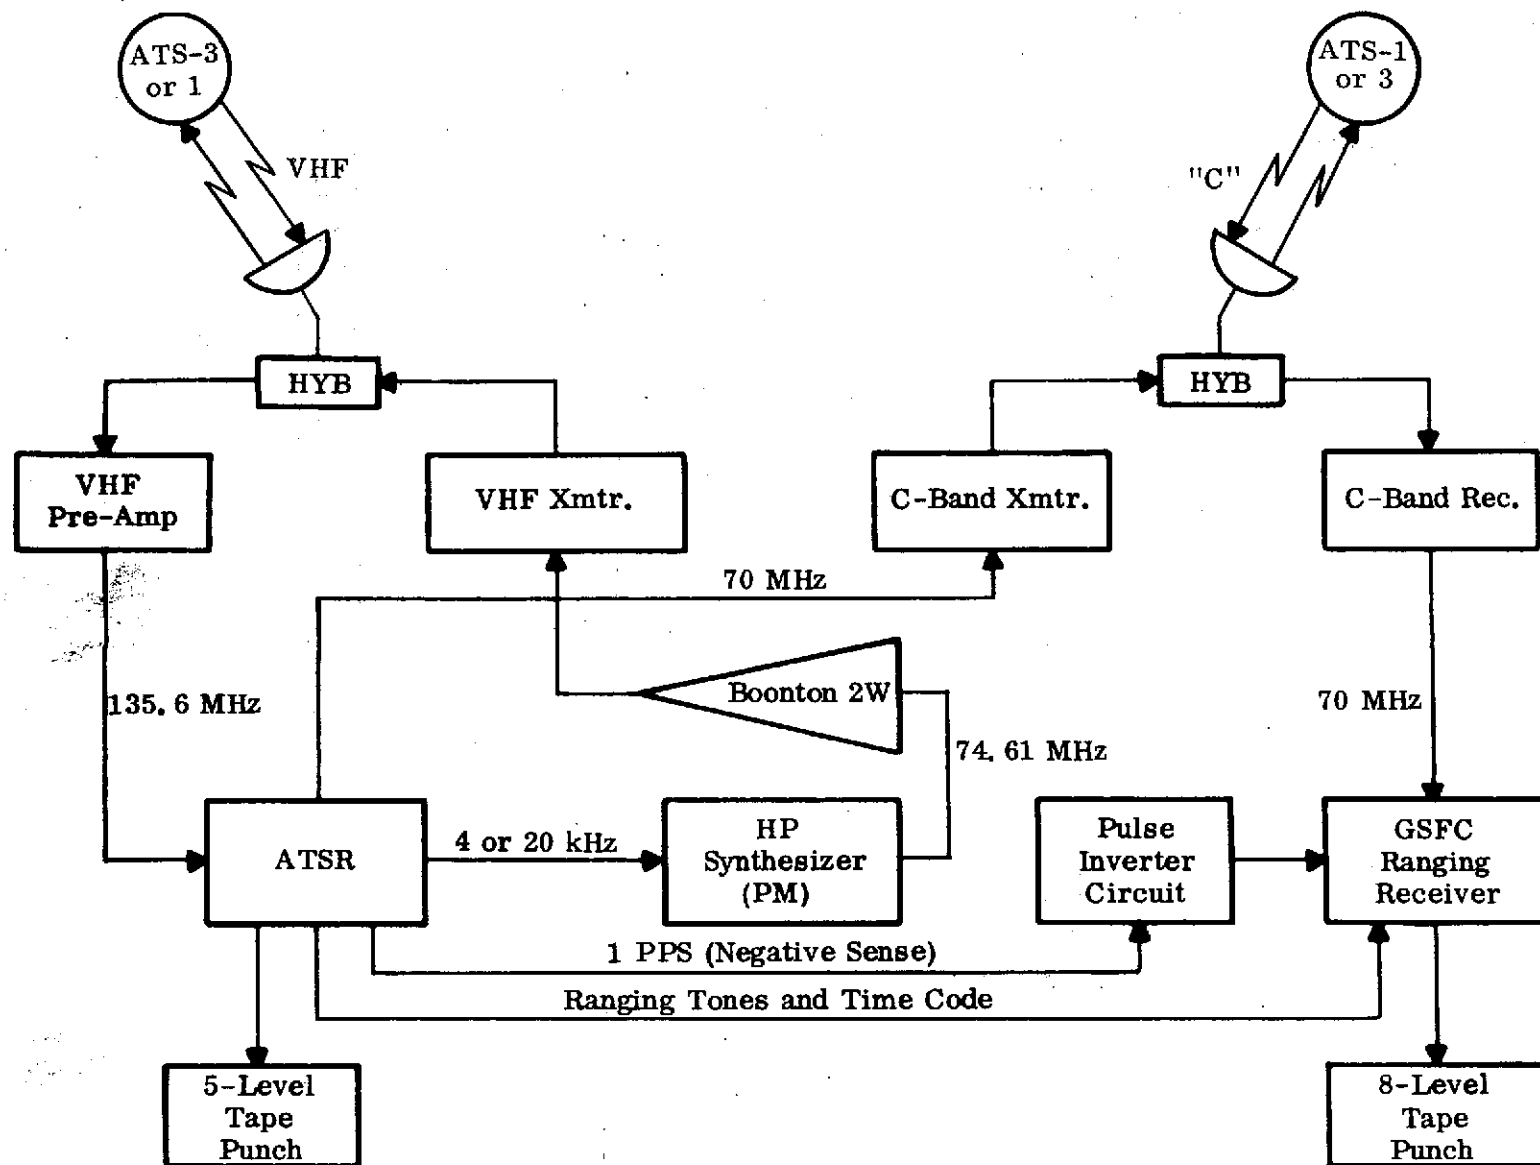 ATS-3
or 1
ATS-1
or 3
VHF
"C"
HYB
HYB
VHF
Pre-Amp
VHF Xmtr.
C-Band Xmtr.
C-Band Rec.
70 MHz
135.6 MHz
Boonton 2W
70 MHz
74.61 MHz
ATSR
4 or 20 kHz
HP
Synthesizer
(PM)
Pulse
Inverter
Circuit
GSFC
Ranging
Receiver
1 PPS (Negative Sense)
Ranging Tones and Time Code
5-Level
Tape
Punch
8-Level
Tape
Punch